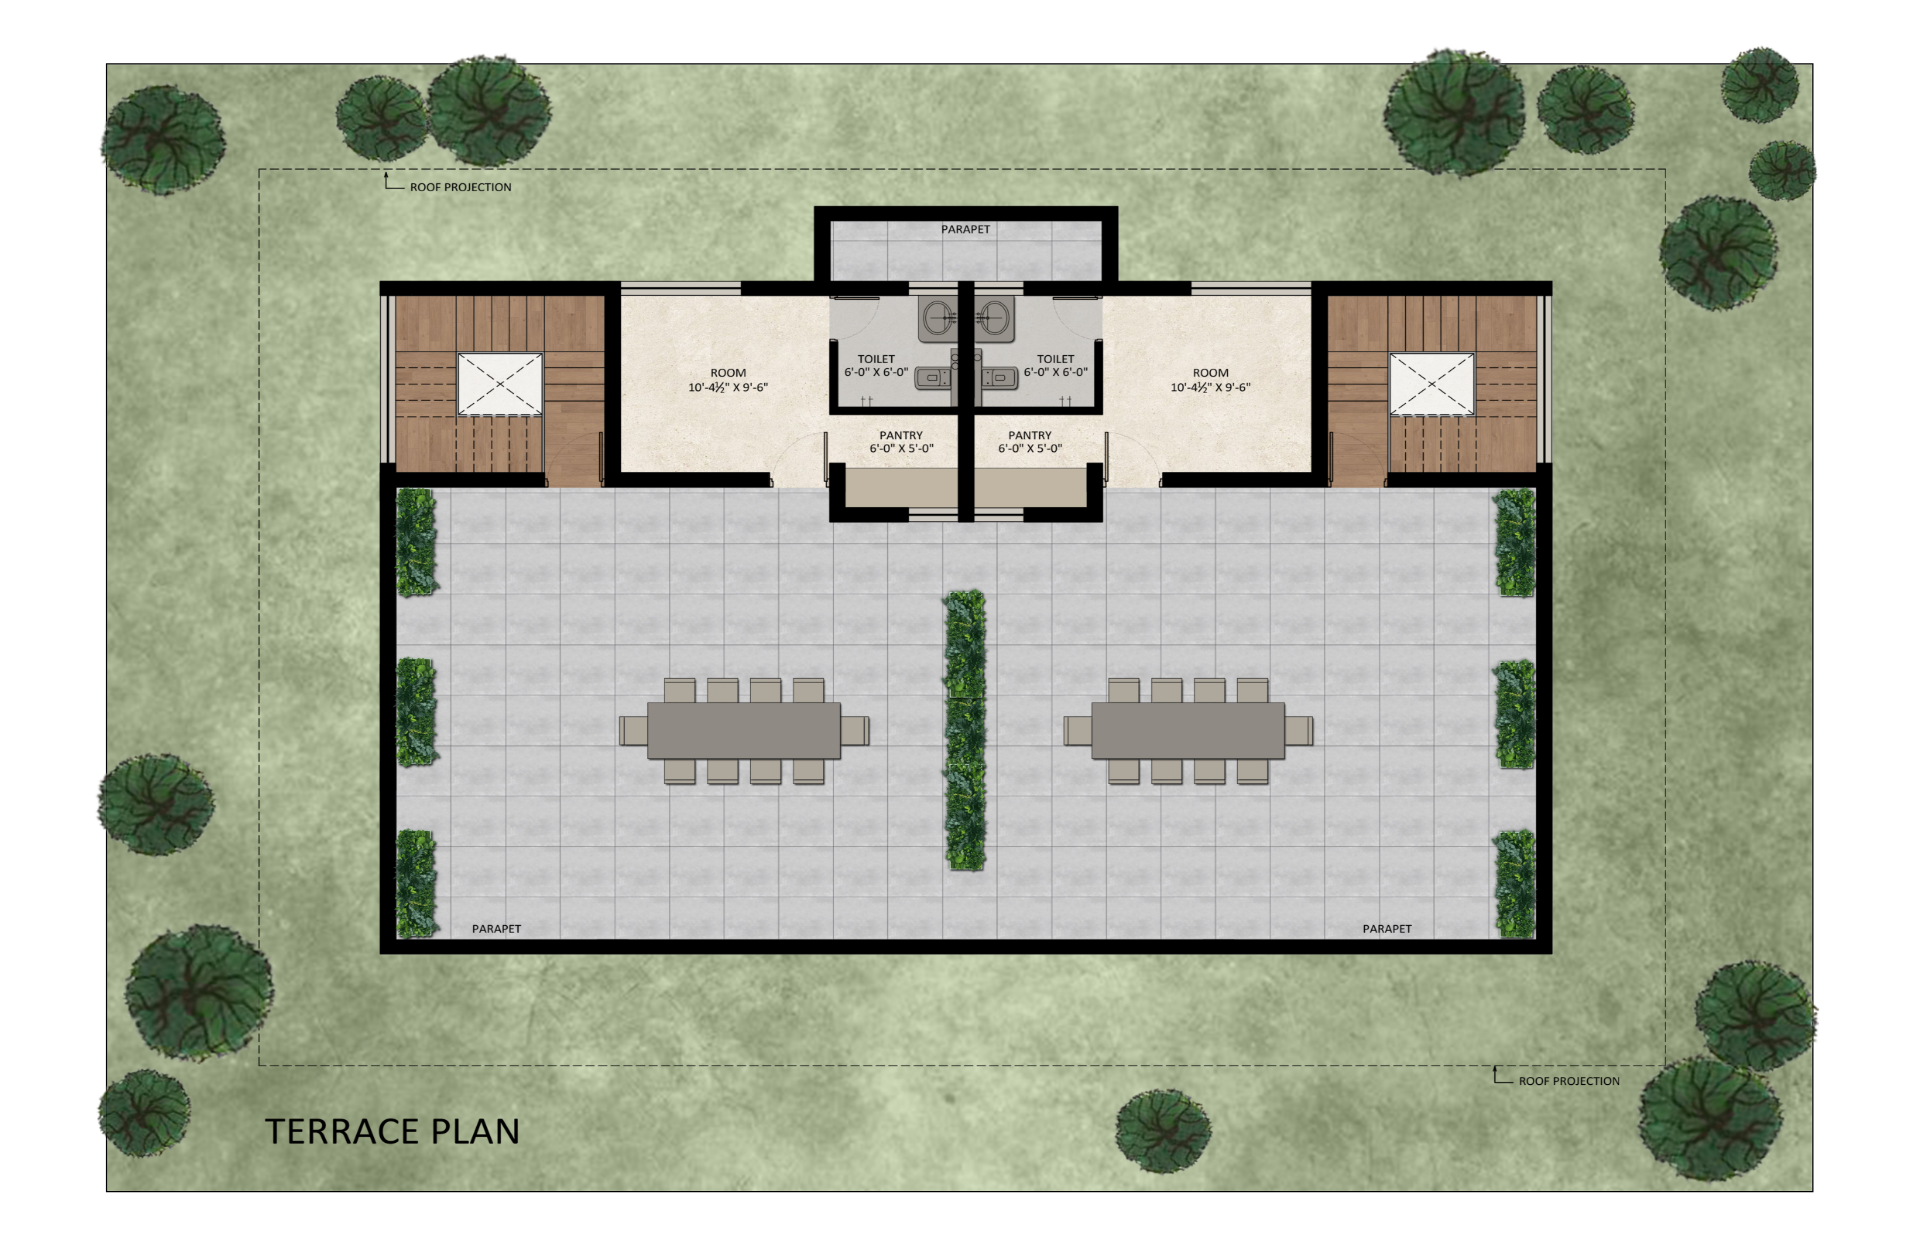 ROOF PROJECTION
PARAPET
TOILET
6'-0" X 6'-0"
TOILET
6'-0" X 6'-0"
ROOM
10'-4½" X 9'-6"
ROOM
10'-4½" X 9'-6"
PANTRY
6'-0" X 5'-0"
PANTRY
6'-0" X 5'-0"
PARAPET
PARAPET
ROOF PROJECTION
TERRACE PLAN